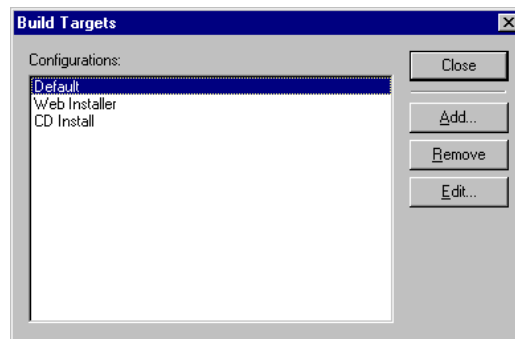 Build Targets
Configurations:
Default
Web Installer
CD Install
Close
Add...
Remove
Edit...